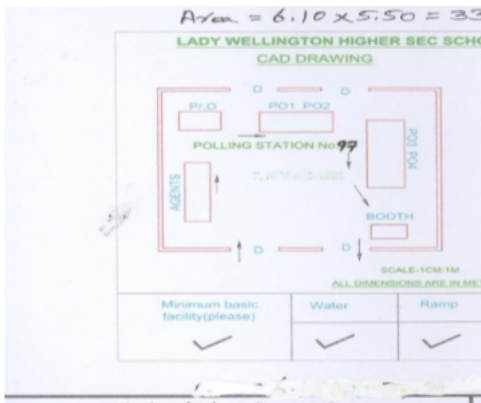 Area = 6.10 x 5.50 = 33
LADY WELLINGTON HIGHER SEC SCHO
CAD DRAWING
D D
Pr.O PO1 PO2
POLLING STATION No 99
PO3 PO4
AGENTS
BOOTH
D D
SCALE-1CM:1M
ALL DIMENSIONS ARE IN MET
Minimum basic Water Ramp
facility(please)